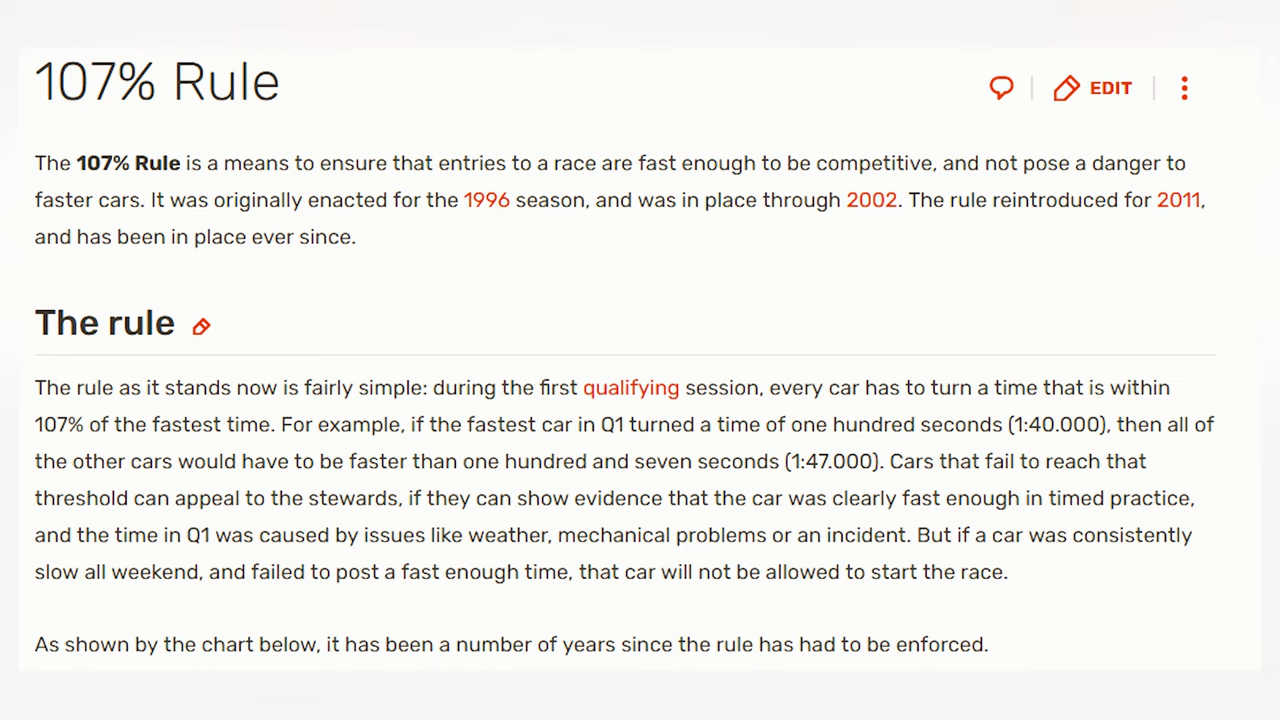 107% Rule
EDIT
The 107% Rule is a means to ensure that entries to a race are fast enough to be competitive, and not pose a danger to
faster cars. It was originally enacted for the 1996 season, and was in place through 2002. The rule reintroduced for 2011,
and has been in place ever since.
The rule
The rule as it stands now is fairly simple: during the first qualifying session, every car has to turn a time that is within
107% of the fastest time. For example, if the fastest car in Q1 turned a time of one hundred seconds (1:40.000), then all of
the other cars would have to be faster than one hundred and seven seconds (1:47.000). Cars that fail to reach that
threshold can appeal to the stewards, if they can show evidence that the car was clearly fast enough in timed practice,
and the time in Q1 was caused by issues like weather, mechanical problems or an incident. But if a car was consistently
slow all weekend, and failed to post a fast enough time, that car will not be allowed to start the race.
As shown by the chart below, it has been a number of years since the rule has had to be enforced.